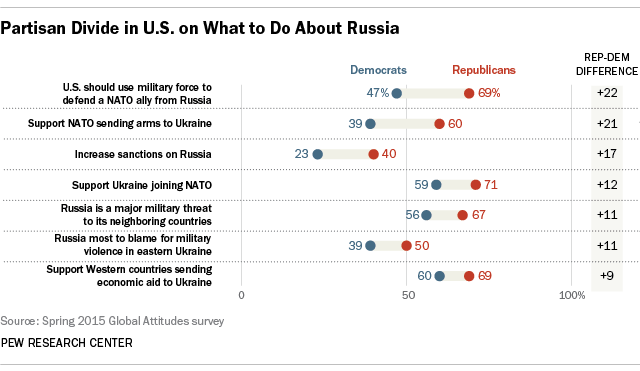 Partisan Divide in U.S. on What to Do About Russia
REP-DEM
DIFFERENCE
Democrats Republicans
U.S. should use military force to
defend a NATO ally from Russia
47% 69% +22
Support NATO sending arms to Ukraine 39 60 +21
Increase sanctions on Russia 23 40 +17
Support Ukraine joining NATO 59 71 +12
Russia is a major military threat
to its neighboring countries
56 67 +11
Russia most to blame for military
violence in eastern Ukraine
39 50 +11
Support Western countries sending
economic aid to Ukraine
60 69 +9
0 50 100%
Source: Spring 2015 Global Attitudes survey
PEW RESEARCH CENTER